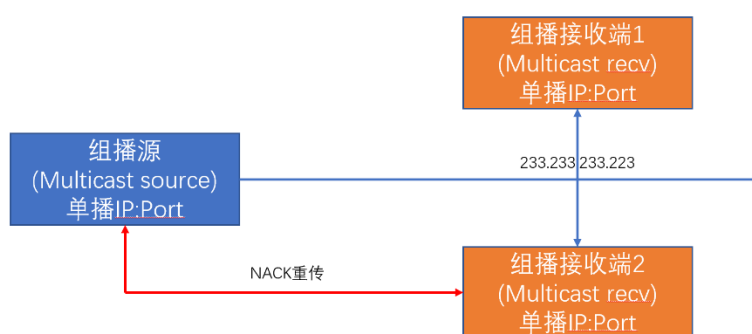 组播接收端1
(Multicast recv)
单播IP:Port
组播源
(Multicast source)
单播IP:Port
233.233.233.223
NACK重传
组播接收端2
(Multicast recv)
单播IP:Port